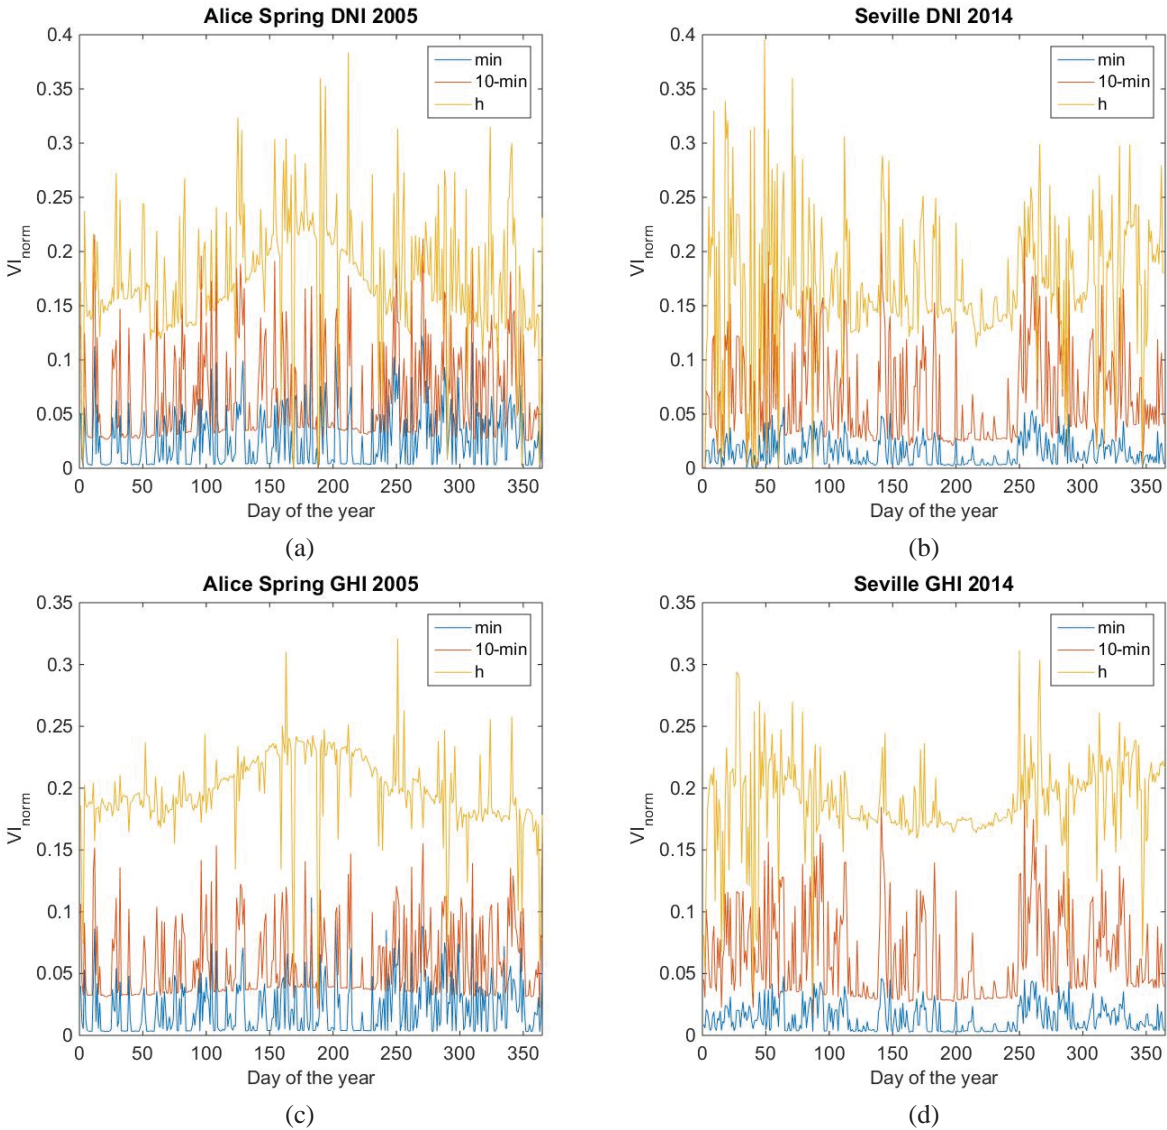 Alice Spring DNI 2005
0.4
0.35
0.3
0.25
0.2
0.15
0.1
0.05
0
VI_norm
min
10-min
h
0 50 100 150 200 250 300 350
Day of the year
(a)
Seville DNI 2014
0.4
0.35
0.3
0.25
0.2
0.15
0.1
0.05
0
VI_norm
min
10-min
h
0 50 100 150 200 250 300 350
Day of the year
(b)
Alice Spring GHI 2005
0.35
0.3
0.25
0.2
0.15
0.1
0.05
0
VI_norm
min
10-min
h
0 50 100 150 200 250 300 350
Day of the year
(c)
Seville GHI 2014
0.35
0.3
0.25
0.2
0.15
0.1
0.05
0
VI_norm
min
10-min
h
0 50 100 150 200 250 300 350
Day of the year
(d)